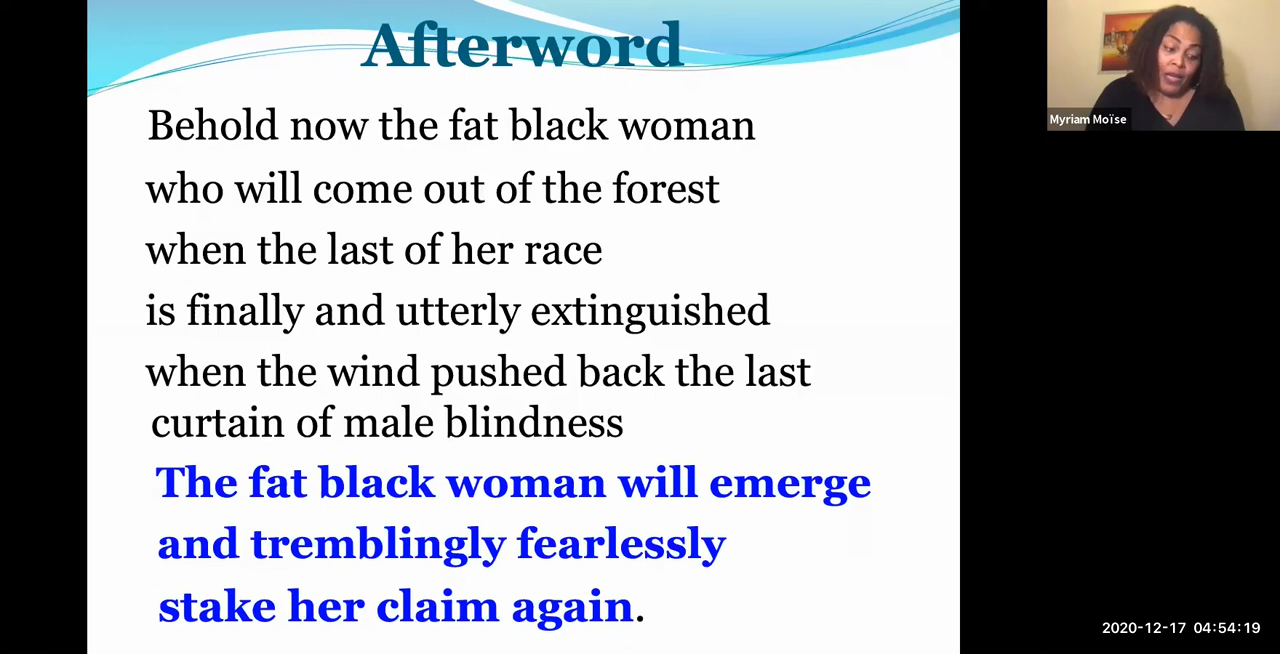 Afterword
Behold now the fat black woman
who will come out of the forest
when the last of her race
is finally and utterly extinguished
when the wind pushed back the last
curtain of male blindness
The fat black woman will emerge
and tremblingly fearlessly
stake her claim again.
Myriam Moïse
2020-12-17 04:54:19